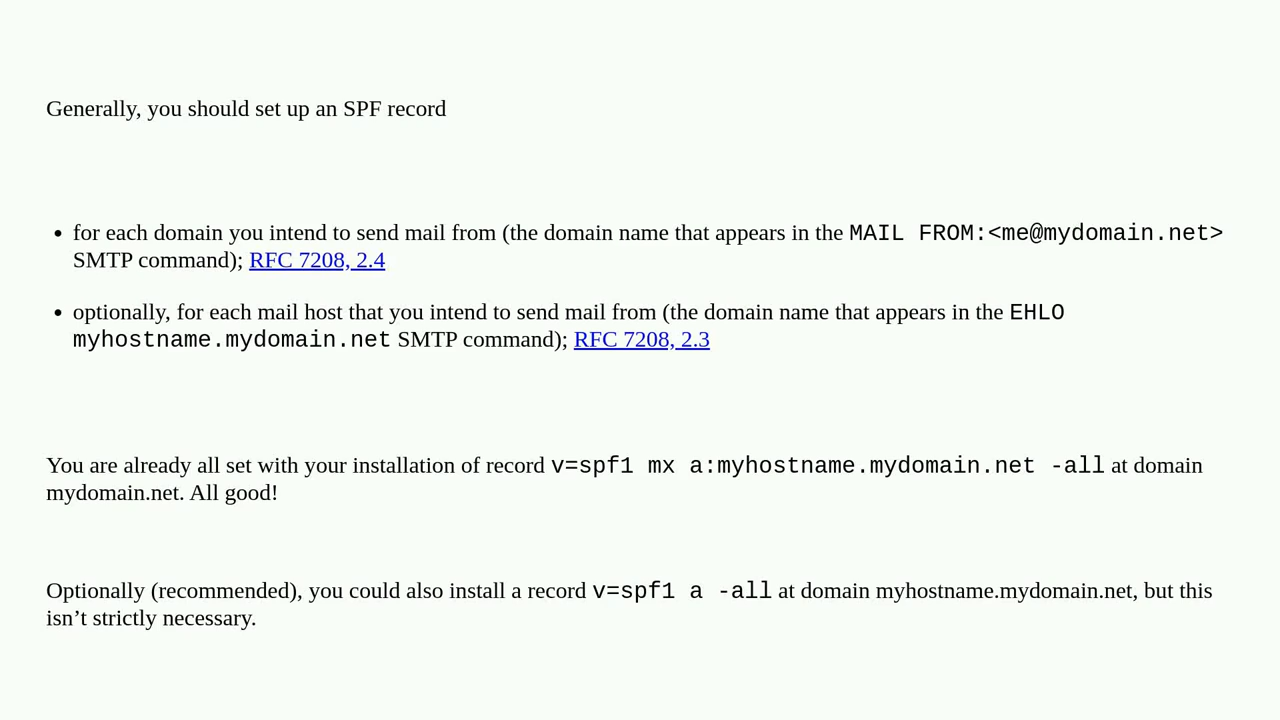 Generally, you should set up an SPF record
• for each domain you intend to send mail from (the domain name that appears in the MAIL FROM:<me@mydomain.net>
SMTP command); RFC 7208, 2.4
• optionally, for each mail host that you intend to send mail from (the domain name that appears in the EHLO
myhostname.mydomain.net SMTP command); RFC 7208, 2.3
You are already all set with your installation of record v=spf1 mx a:myhostname.mydomain.net -all at domain
mydomain.net. All good!
Optionally (recommended), you could also install a record v=spf1 a -all at domain myhostname.mydomain.net, but this
isn’t strictly necessary.